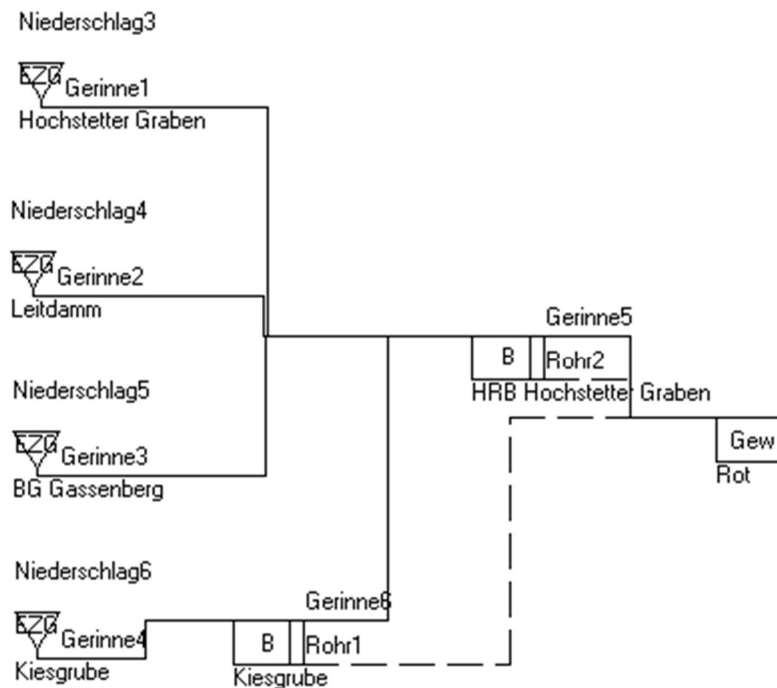 Niederschlag3
EZG Gerinne1
Hochstetter Graben
Niederschlag4
EZG Gerinne2
Leitdamm
Gerinne5
B Rohr2
HRB Hochstetter Graben
Niederschlag5
EZG Gerinne3
BG Gassenberg
Gew
Rot
Niederschlag6
Gerinne6
EZG Gerinne4
B Rohr1
Kiesgrube
Kiesgrube